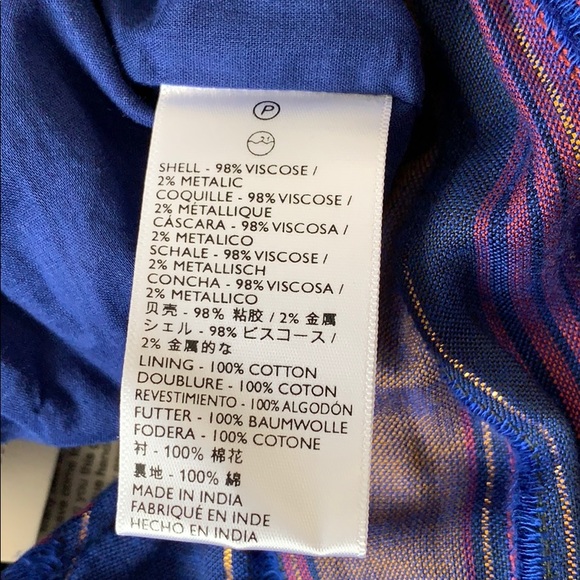 P
SHELL - 98% VISCOSE /
2% METALIC
COQUILLE - 98% VISCOSE /
2% MÉTALLIQUE
CÁSCARA - 98% VISCOSA /
2% METALICO
SCHALE - 98% VISCOSE /
2% METALLISCH
CONCHA - 98% VISCOSA /
2% METALLICO
贝壳 - 98% 粘胶 / 2% 金属
シェル - 98% ビスコース /
2% 金属的な
LINING - 100% COTTON
DOUBLURE - 100% COTON
REVESTIMIENTO - 100% ALGODÓN
FUTTER - 100% BAUMWOLLE
FODERA - 100% COTONE
衬 - 100% 棉花
裏地 - 100% 綿
MADE IN INDIA
FABRIQUÉ EN INDE
HECHO EN INDIA